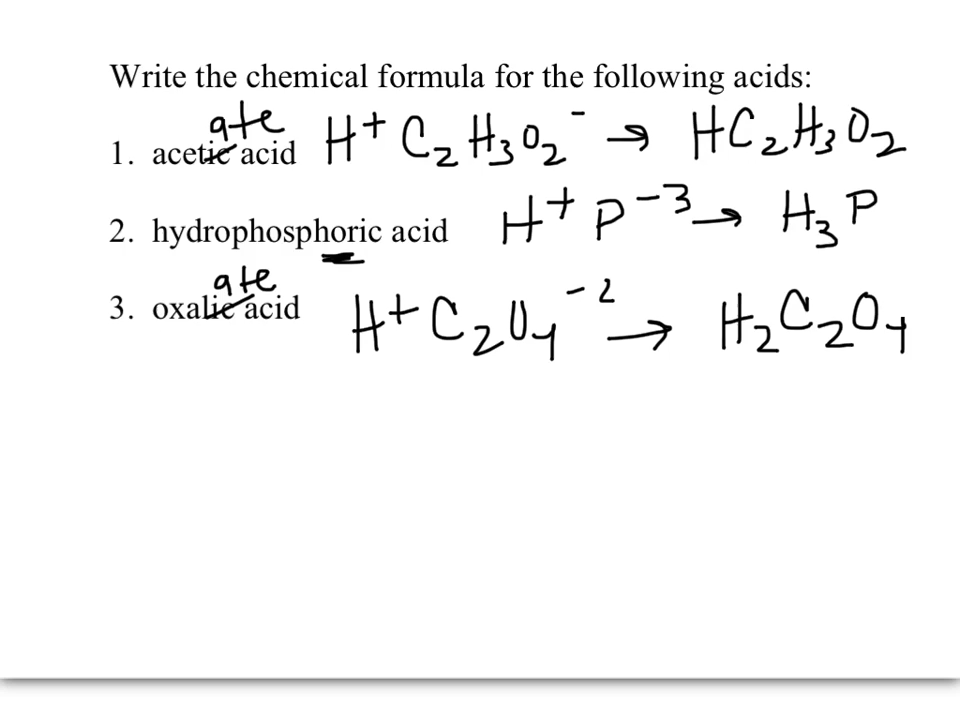 Write the chemical formula for the following acids:
ate
1. acetic acid H⁺ C₂H₃O₂⁻ → HC₂H₃O₂
2. hydrophosphoric acid H⁺ P⁻³ → H₃P
ate
3. oxalic acid H⁺ C₂O₄⁻² → H₂C₂O₄